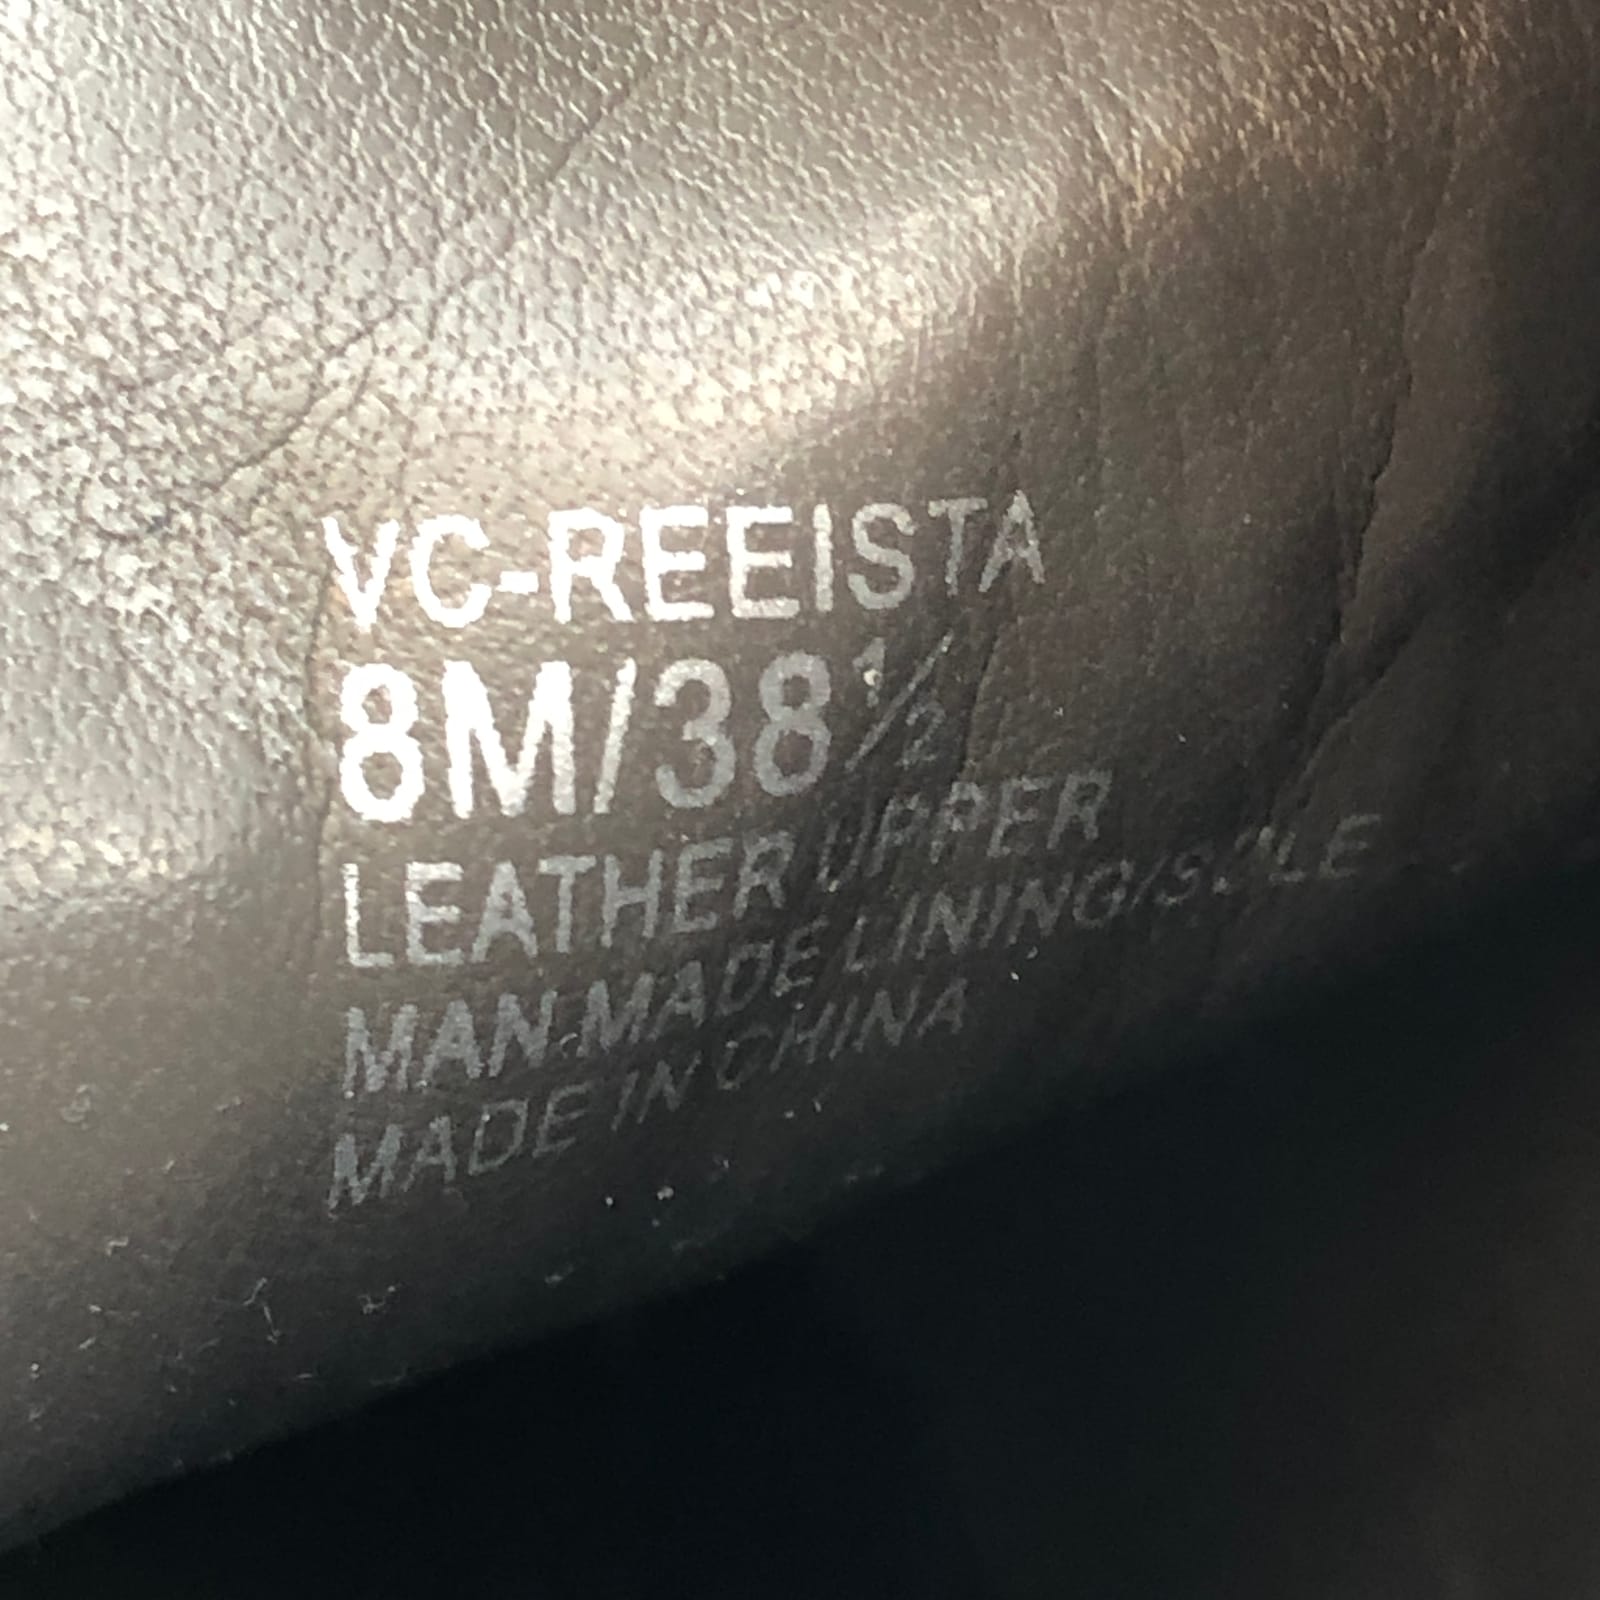 VC-REEISTA
8M/38½
LEATHER UPPER
MAN MADE LINING/SOLE
MADE IN CHINA